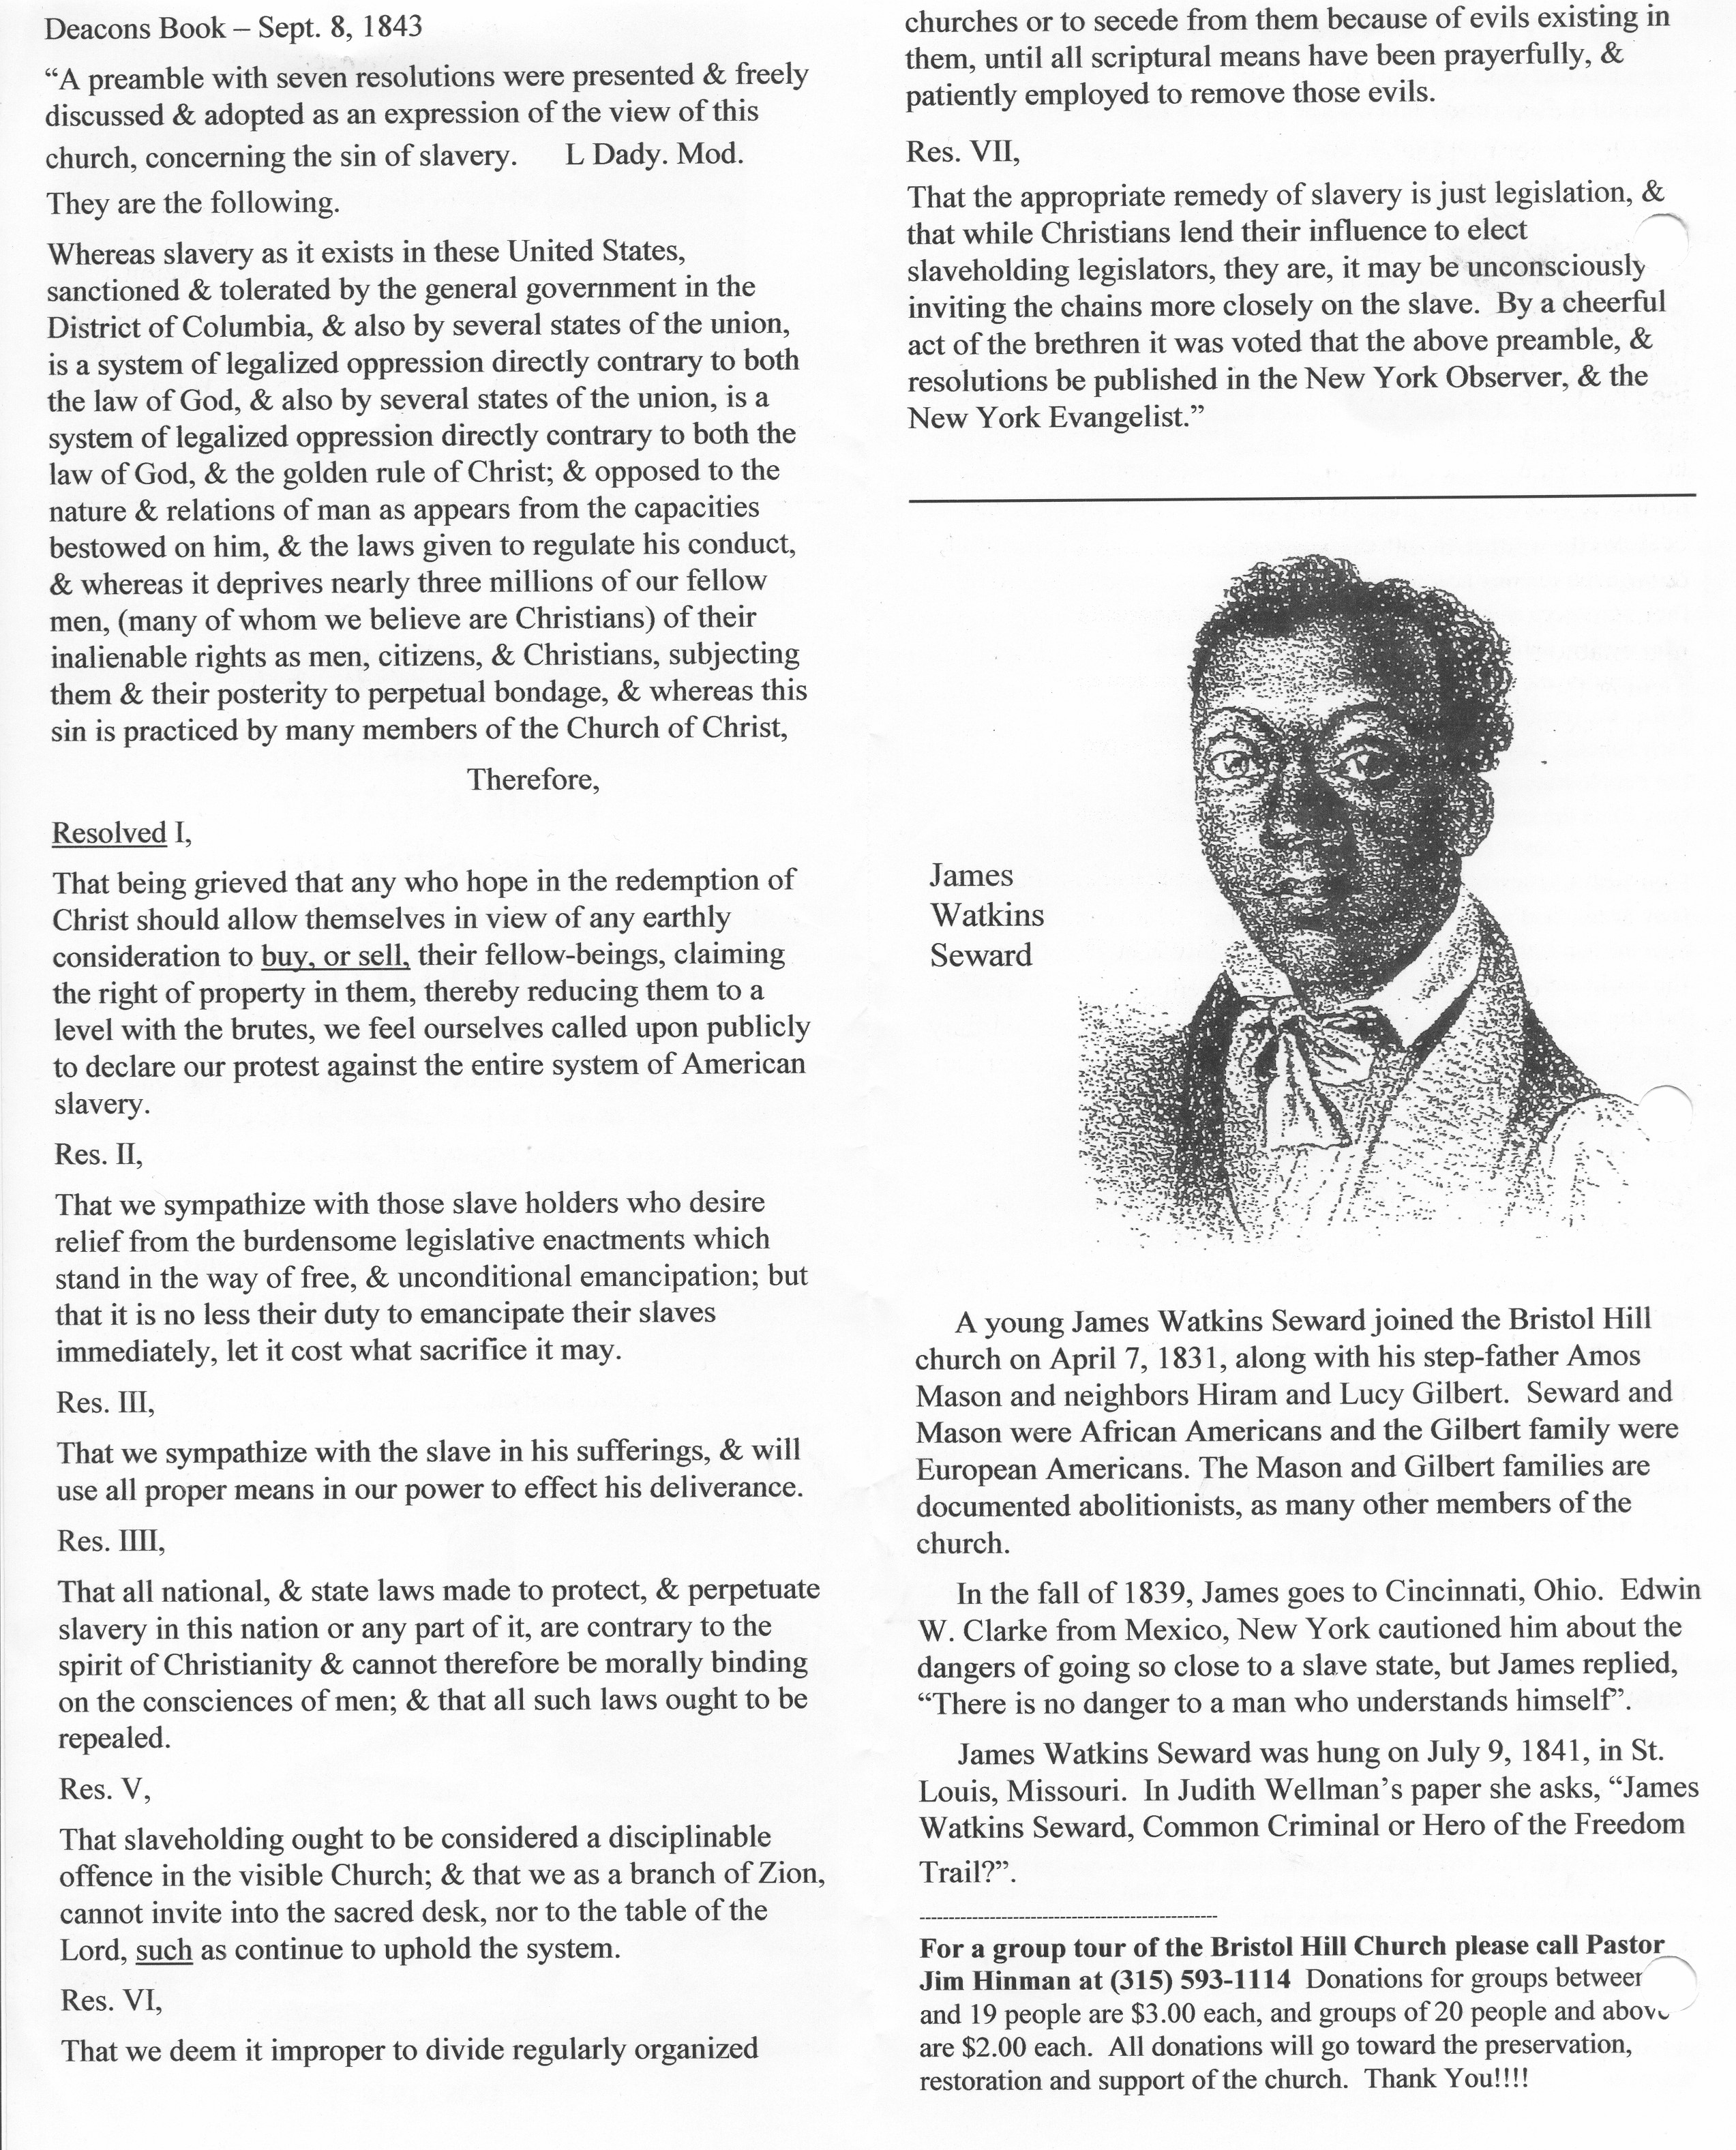 Deacons Book – Sept. 8, 1843
“A preamble with seven resolutions were presented & freely
discussed & adopted as an expression of the view of this
church, concerning the sin of slavery.  L Dady. Mod.
They are the following.
Whereas slavery as it exists in these United States,
sanctioned & tolerated by the general government in the
District of Columbia, & also by several states of the union,
is a system of legalized oppression directly contrary to both
the law of God, & also by several states of the union, is a
system of legalized oppression directly contrary to both the
law of God, & the golden rule of Christ; & opposed to the
nature & relations of man as appears from the capacities
bestowed on him, & the laws given to regulate his conduct,
& whereas it deprives nearly three millions of our fellow
men, (many of whom we believe are Christians) of their
inalienable rights as men, citizens, & Christians, subjecting
them & their posterity to perpetual bondage, & whereas this
sin is practiced by many members of the Church of Christ,
Therefore,
Resolved I,
That being grieved that any who hope in the redemption of
Christ should allow themselves in view of any earthly
consideration to buy, or sell, their fellow-beings, claiming
the right of property in them, thereby reducing them to a
level with the brutes, we feel ourselves called upon publicly
to declare our protest against the entire system of American
slavery.
Res. II,
That we sympathize with those slave holders who desire
relief from the burdensome legislative enactments which
stand in the way of free, & unconditional emancipation; but
that it is no less their duty to emancipate their slaves
immediately, let it cost what sacrifice it may.
Res. III,
That we sympathize with the slave in his sufferings, & will
use all proper means in our power to effect his deliverance.
Res. IIII,
That all national, & state laws made to protect, & perpetuate
slavery in this nation or any part of it, are contrary to the
spirit of Christianity & cannot therefore be morally binding
on the consciences of men; & that all such laws ought to be
repealed.
Res. V,
That slaveholding ought to be considered a disciplinable
offence in the visible Church; & that we as a branch of Zion,
cannot invite into the sacred desk, nor to the table of the
Lord, such as continue to uphold the system.
Res. VI,
That we deem it improper to divide regularly organized
churches or to secede from them because of evils existing in
them, until all scriptural means have been prayerfully, &
patiently employed to remove those evils.
Res. VII,
That the appropriate remedy of slavery is just legislation, &
that while Christians lend their influence to elect
slaveholding legislators, they are, it may be unconsciously
inviting the chains more closely on the slave.  By a cheerful
act of the brethren it was voted that the above preamble, &
resolutions be published in the New York Observer, & the
New York Evangelist.”
James
Watkins
Seward
A young James Watkins Seward joined the Bristol Hill
church on April 7, 1831, along with his step-father Amos
Mason and neighbors Hiram and Lucy Gilbert.  Seward and
Mason were African Americans and the Gilbert family were
European Americans. The Mason and Gilbert families are
documented abolitionists, as many other members of the
church.
In the fall of 1839, James goes to Cincinnati, Ohio.  Edwin
W. Clarke from Mexico, New York cautioned him about the
dangers of going so close to a slave state, but James replied,
“There is no danger to a man who understands himself”.
James Watkins Seward was hung on July 9, 1841, in St.
Louis, Missouri.  In Judith Wellman’s paper she asks, “James
Watkins Seward, Common Criminal or Hero of the Freedom
Trail?”.
For a group tour of the Bristol Hill Church please call Pastor
Jim Hinman at (315) 593-1114  Donations for groups between
and 19 people are $3.00 each, and groups of 20 people and above
are $2.00 each.  All donations will go toward the preservation,
restoration and support of the church.  Thank You!!!!